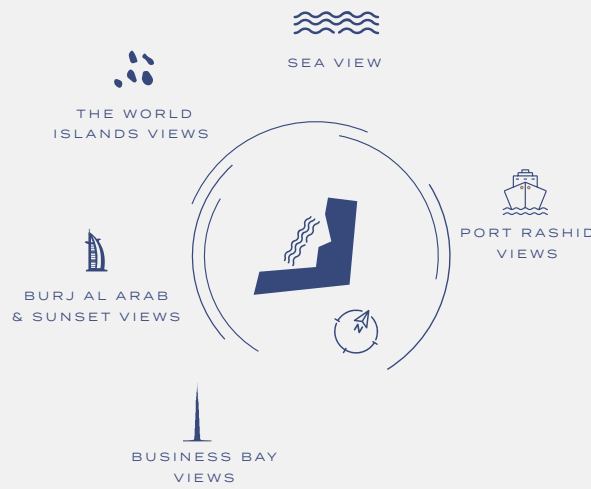 SEA VIEW
THE WORLD
ISLANDS VIEWS
PORT RASHID
VIEWS
BURJ AL ARAB
& SUNSET VIEWS
N
BUSINESS BAY
VIEWS